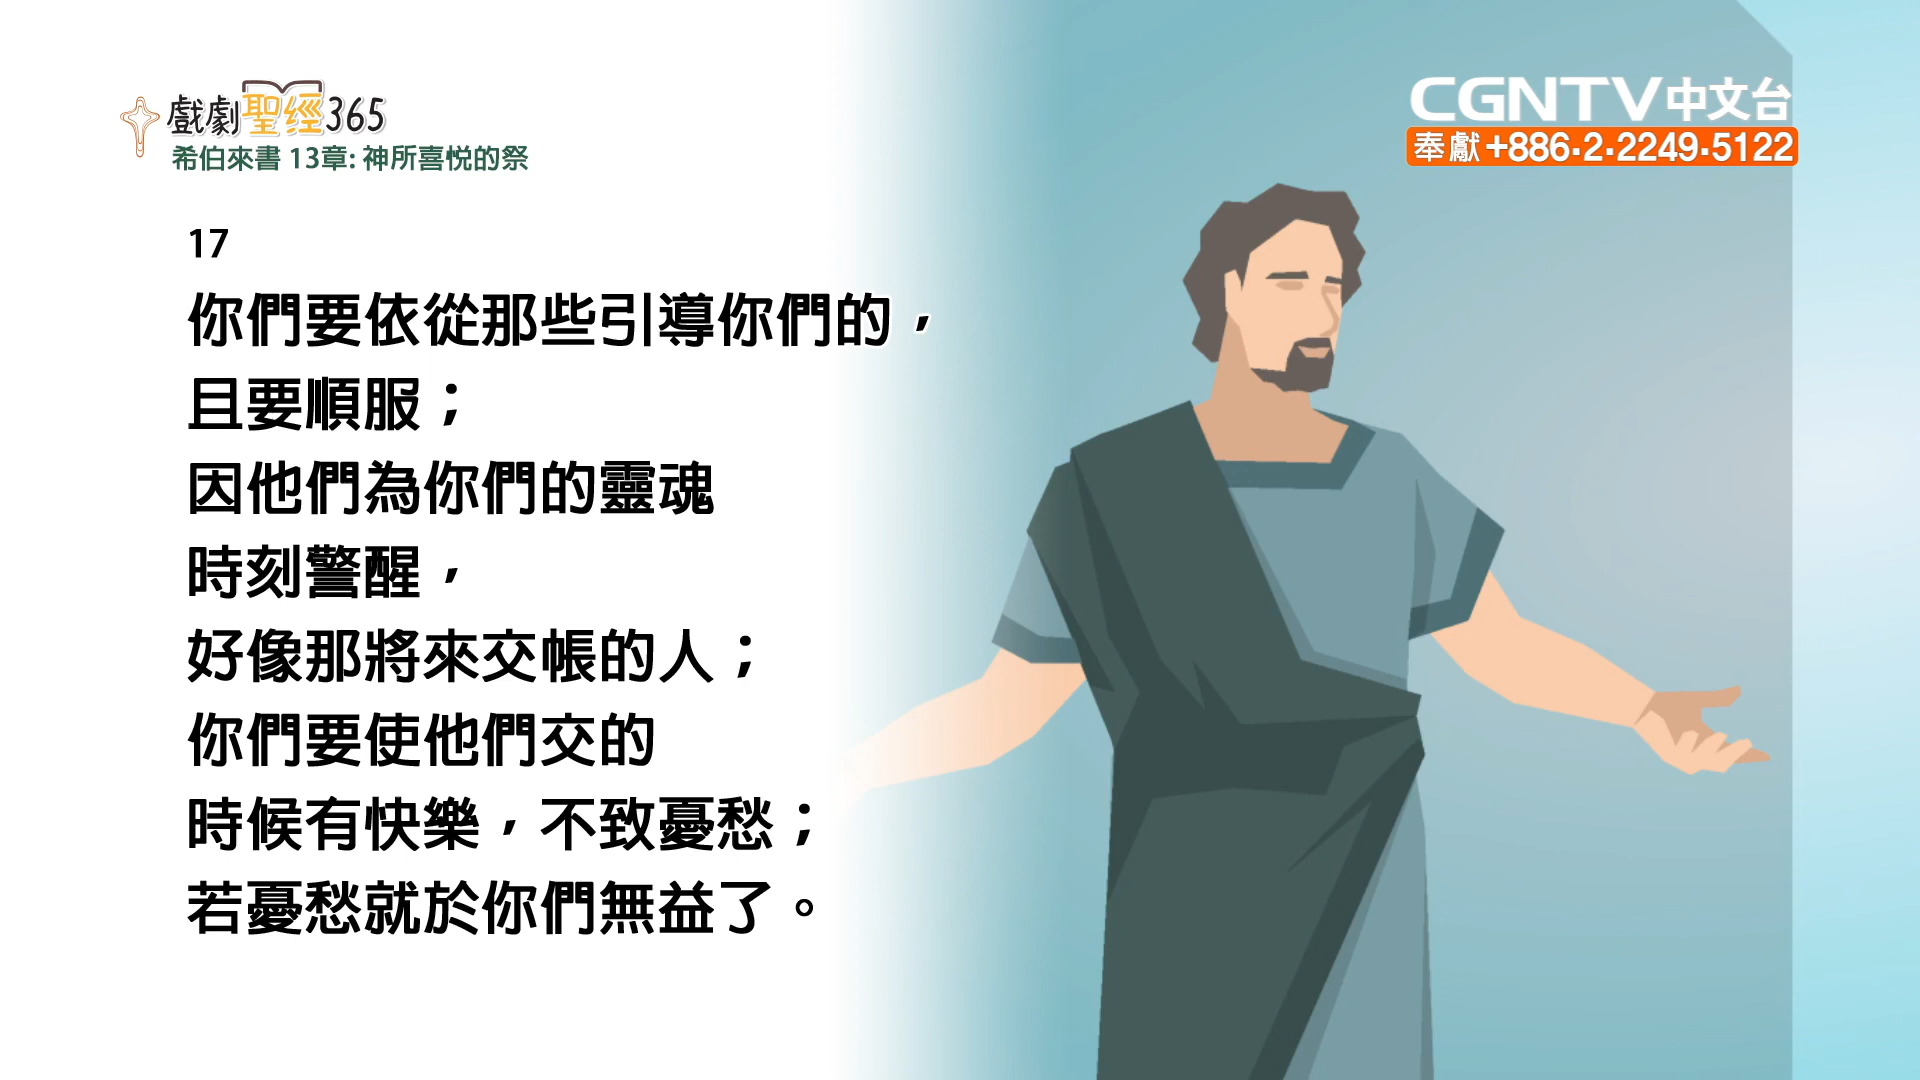 戲劇聖經365
希伯來書 13章: 神所喜悅的祭
CGNTV中文台
奉獻 +886·2·2249·5122
17
你們要依從那些引導你們的，
且要順服；
因他們為你們的靈魂
時刻警醒，
好像那將來交帳的人；
你們要使他們交的
時候有快樂，不致憂愁；
若憂愁就於你們無益了。